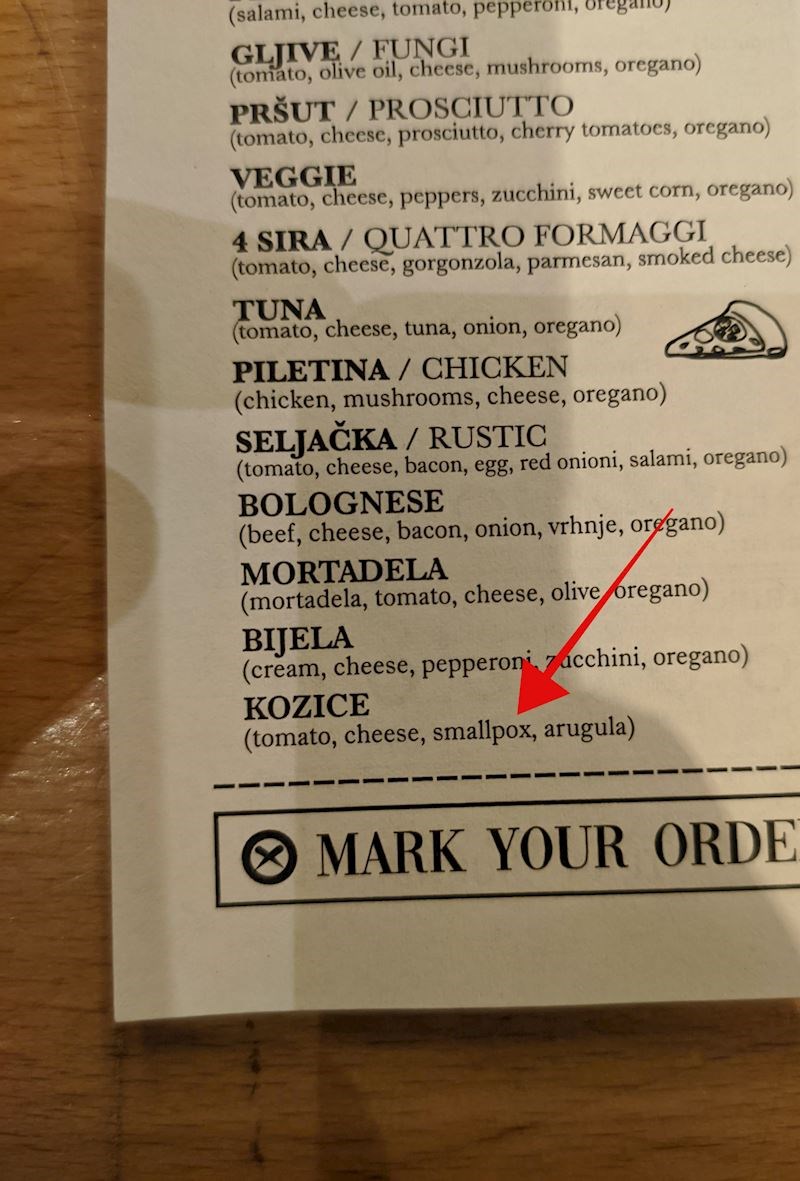 (salami, cheese, tomato, pepperoni, oregano)
GLJIVE / FUNGI
(tomato, olive oil, cheese, mushrooms, oregano)
PRŠUT / PROSCIUTTO
(tomato, cheese, prosciutto, cherry tomatoes, oregano)
VEGGIE
(tomato, cheese, peppers, zucchini, sweet corn, oregano)
4 SIRA / QUATTRO FORMAGGI
(tomato, cheese, gorgonzola, parmesan, smoked cheese)
TUNA
(tomato, cheese, tuna, onion, oregano)
PILETINA / CHICKEN
(chicken, mushrooms, cheese, oregano)
SELJAČKA / RUSTIC
(tomato, cheese, bacon, egg, red onioni, salami, oregano)
BOLOGNESE
(beef, cheese, bacon, onion, vrhnje, oregano)
MORTADELA
(mortadela, tomato, cheese, olive, oregano)
BIJELA
(cream, cheese, pepperoni, zucchini, oregano)
KOZICE
(tomato, cheese, smallpox, arugula)
MARK YOUR ORDE